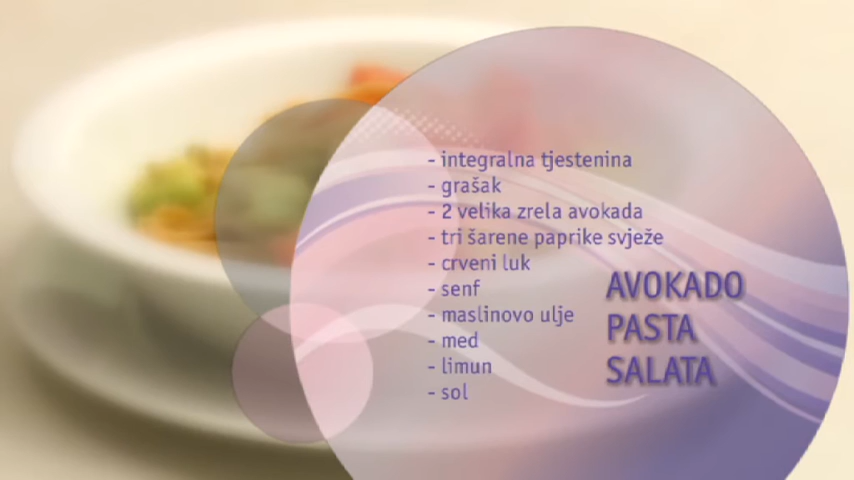 - integralna tjestenina
- grašak
- 2 velika zrela avokada
- tri šarene paprike svježe
- crveni luk
- senf
- maslinovo ulje
- med
- limun
- sol
AVOKADO
PASTA
SALATA